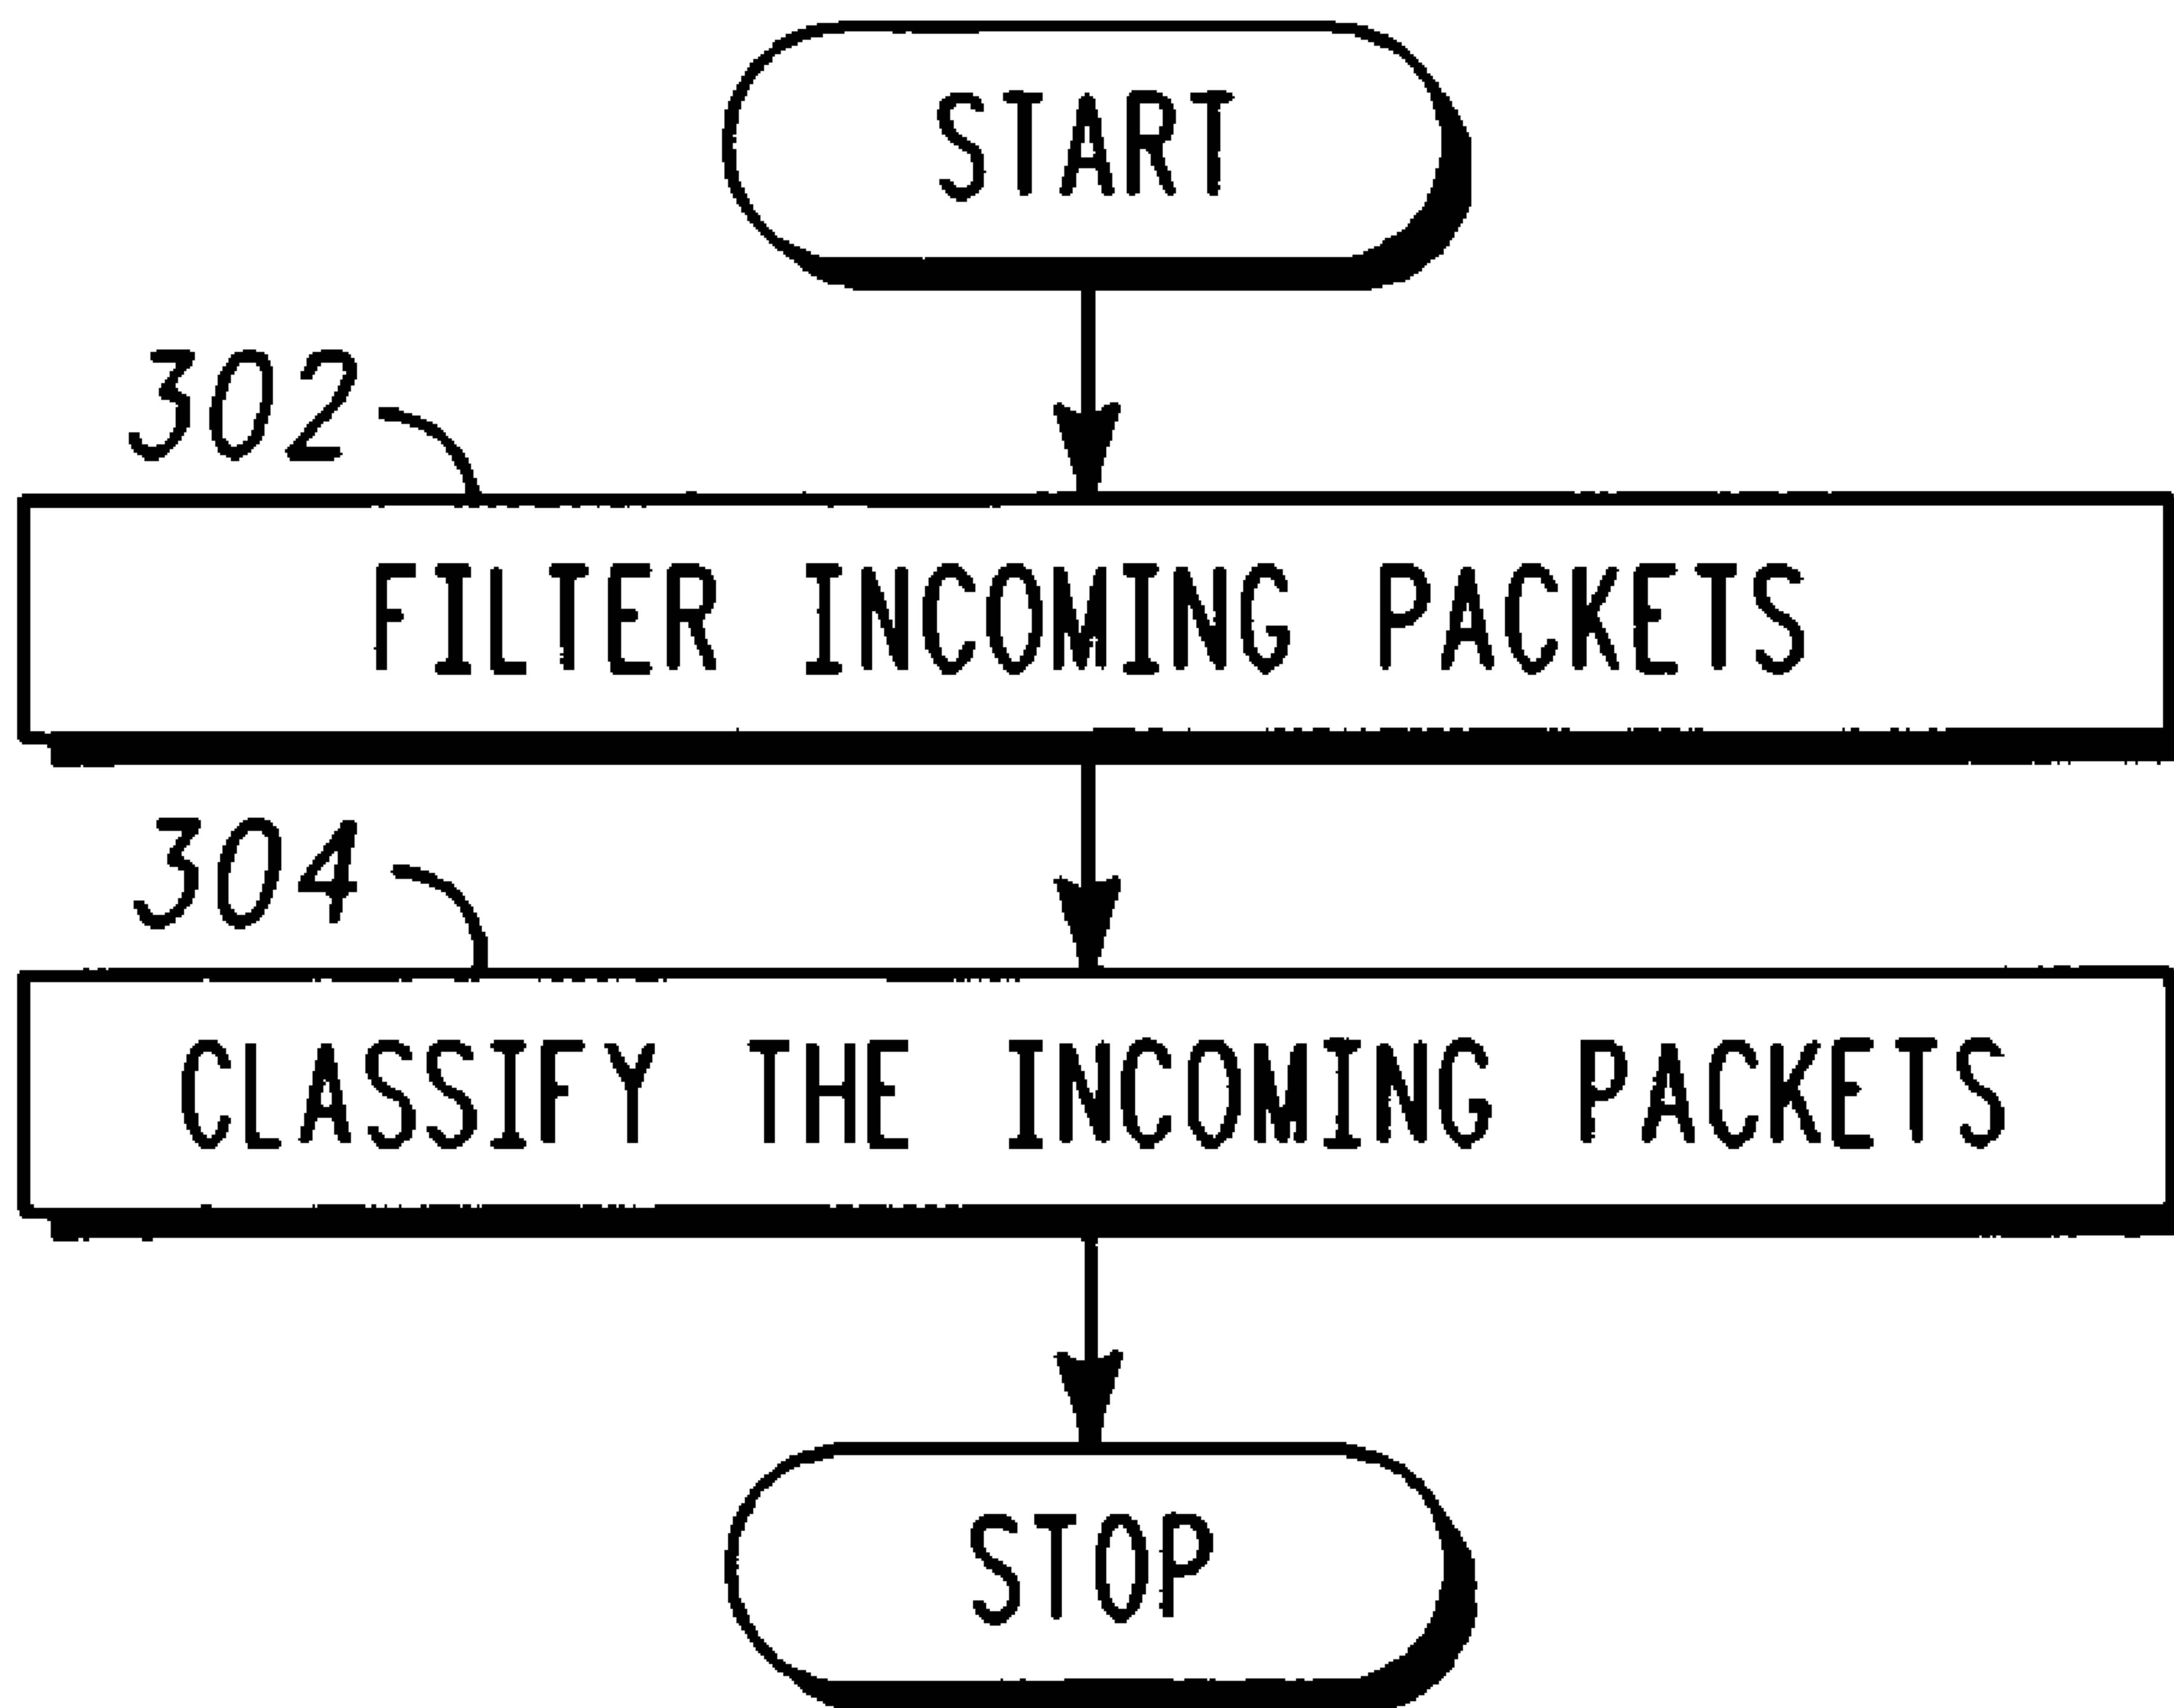 START
302
FILTER INCOMING PACKETS
304
CLASSIFY THE INCOMING PACKETS
STOP